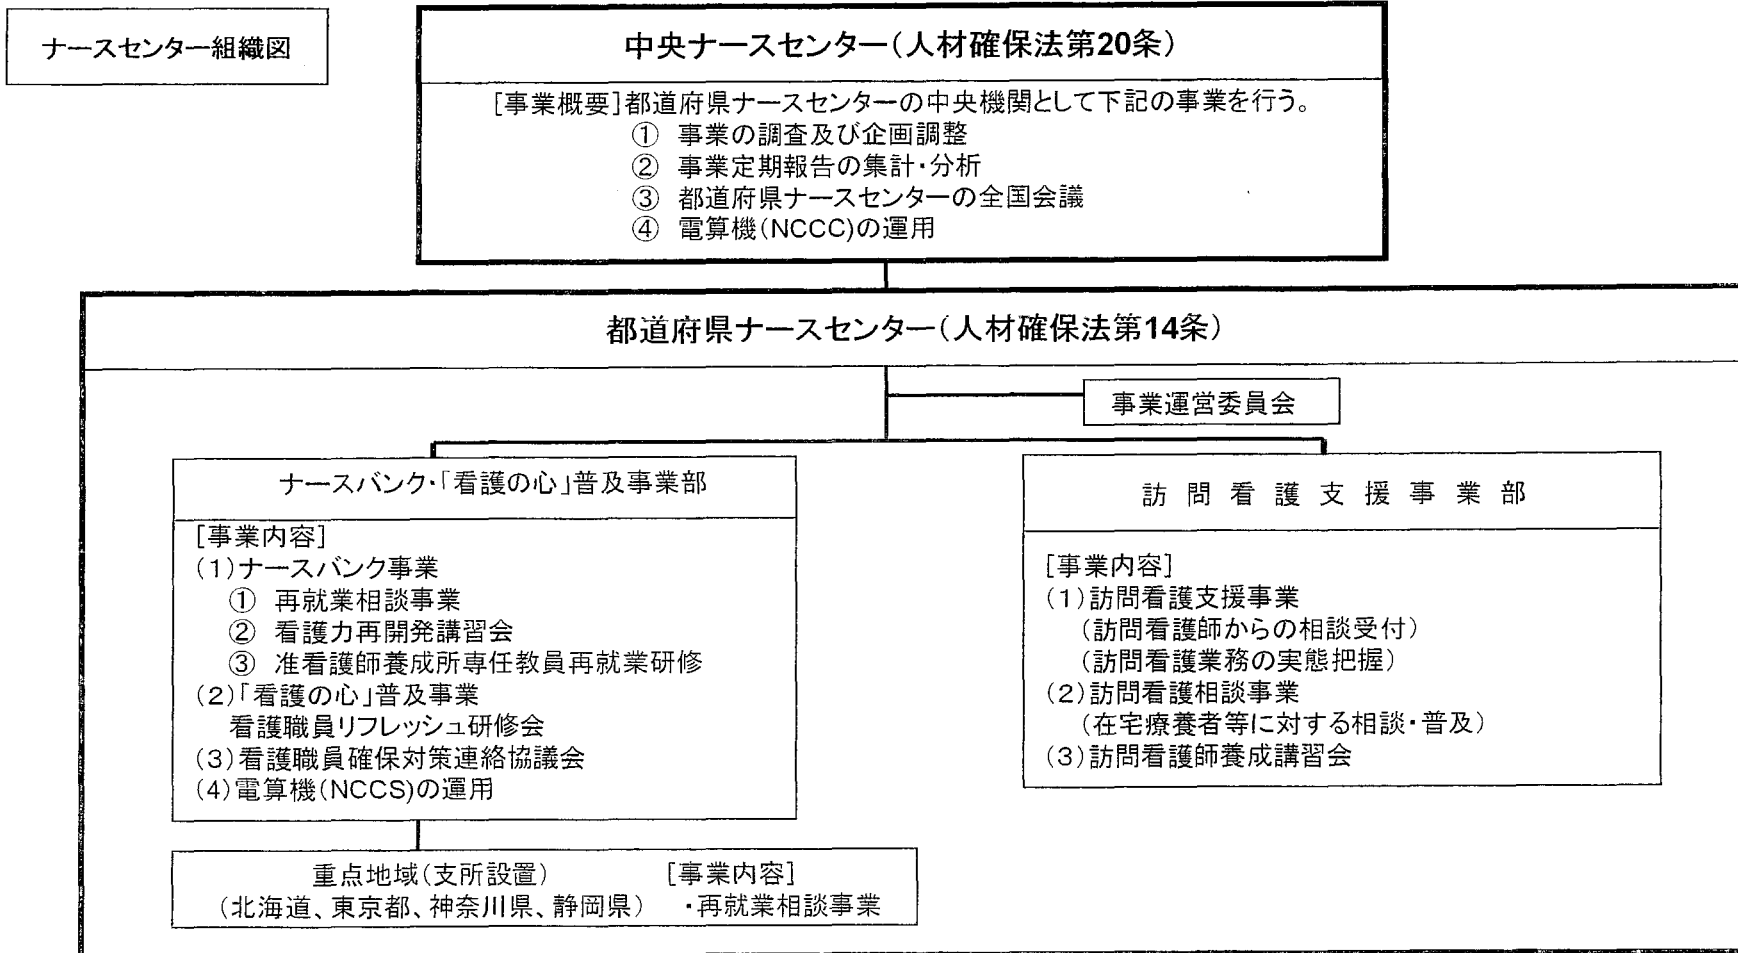 ナースセンター組織図
中央ナースセンター(人材確保法第20条)
[事業概要]都道府県ナースセンターの中央機関として下記の事業を行う。
① 事業の調査及び企画調整
② 事業定期報告の集計・分析
③ 都道府県ナースセンターの全国会議
④ 電算機(NCCC)の運用
都道府県ナースセンター(人材確保法第14条)
事業運営委員会
ナースバンク・「看護の心」普及事業部
[事業内容]
(1)ナースバンク事業
① 再就業相談事業
② 看護力再開発講習会
③ 准看護師養成所専任教員再就業研修
(2)「看護の心」普及事業
看護職員リフレッシュ研修会
(3)看護職員確保対策連絡協議会
(4)電算機(NCCS)の運用
訪問看護支援事業部
[事業内容]
(1)訪問看護支援事業
(訪問看護師からの相談受付)
(訪問看護業務の実態把握)
(2)訪問看護相談事業
(在宅療養者等に対する相談・普及)
(3)訪問看護師養成講習会
重点地域(支所設置) [事業内容]
(北海道、東京都、神奈川県、静岡県) ・再就業相談事業